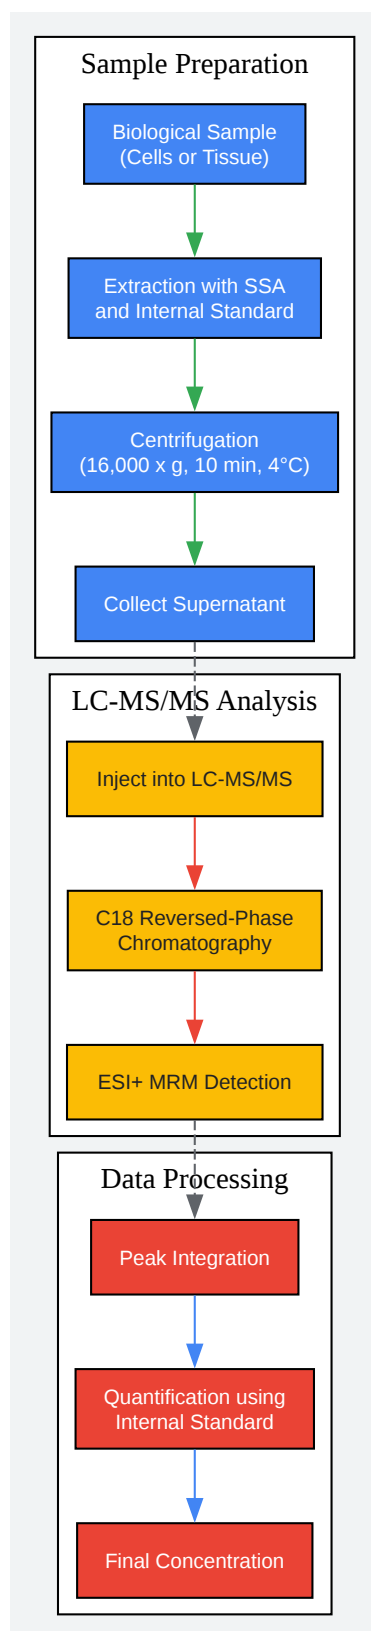 Sample Preparation
Biological Sample
(Cells or Tissue)
Extraction with SSA
and Internal Standard
Centrifugation
(16,000 x g, 10 min, 4°C)
Collect Supernatant
LC-MS/MS Analysis
Inject into LC-MS/MS
C18 Reversed-Phase
Chromatography
ESI+ MRM Detection
Data Processing
Peak Integration
Quantification using
Internal Standard
Final Concentration